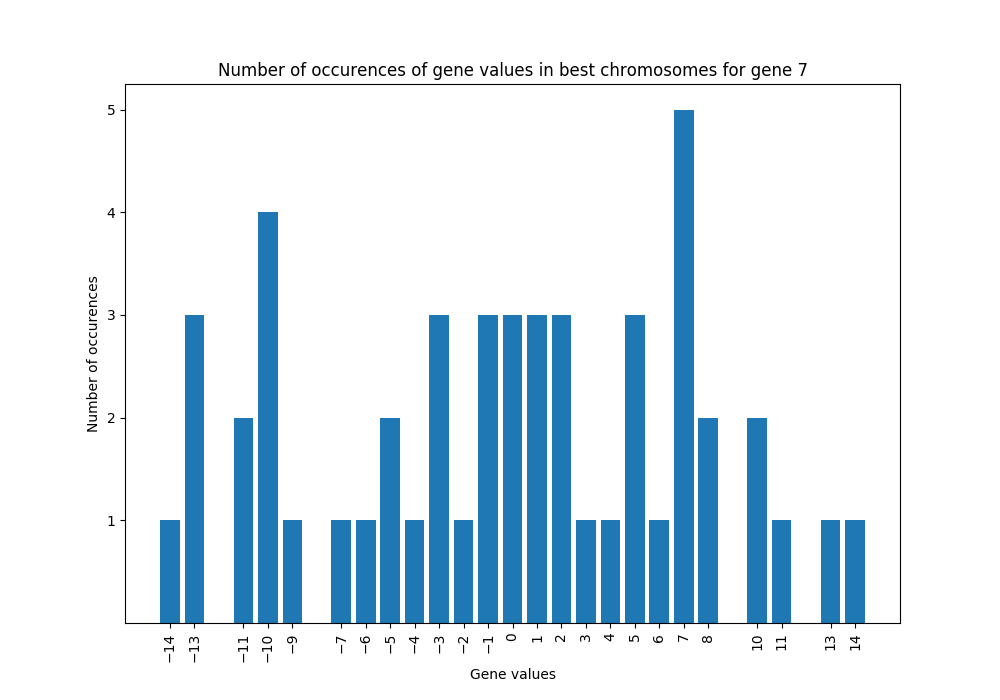 Number of occurences of gene values in best chromosomes for gene 7
5
4
3
2
1
Number of occurences
−14 −13 −11 −10 −9 −7 −6 −5 −4 −3 −2 −1 0 1 2 3 4 5 6 7 8 10 11 13 14
Gene values